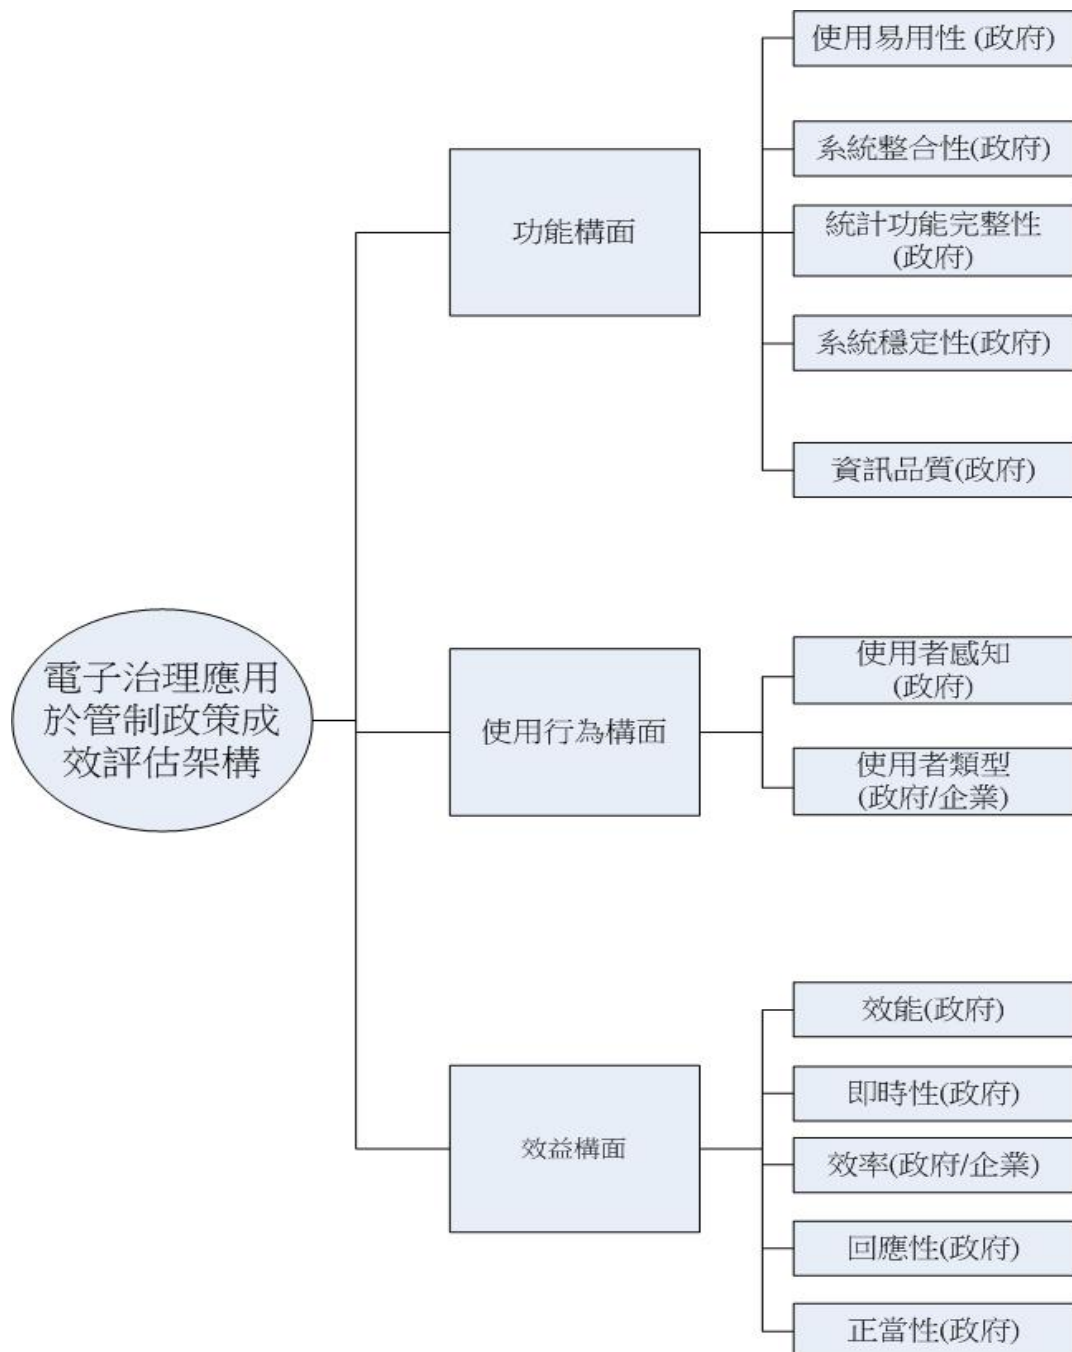 電子治理應用
於管制政策成
效評估架構
功能構面
使用易用性 (政府)
系統整合性(政府)
統計功能完整性
(政府)
系統穩定性(政府)
資訊品質(政府)
使用行為構面
使用者感知
(政府)
使用者類型
(政府/企業)
效益構面
效能(政府)
即時性(政府)
效率(政府/企業)
回應性(政府)
正當性(政府)